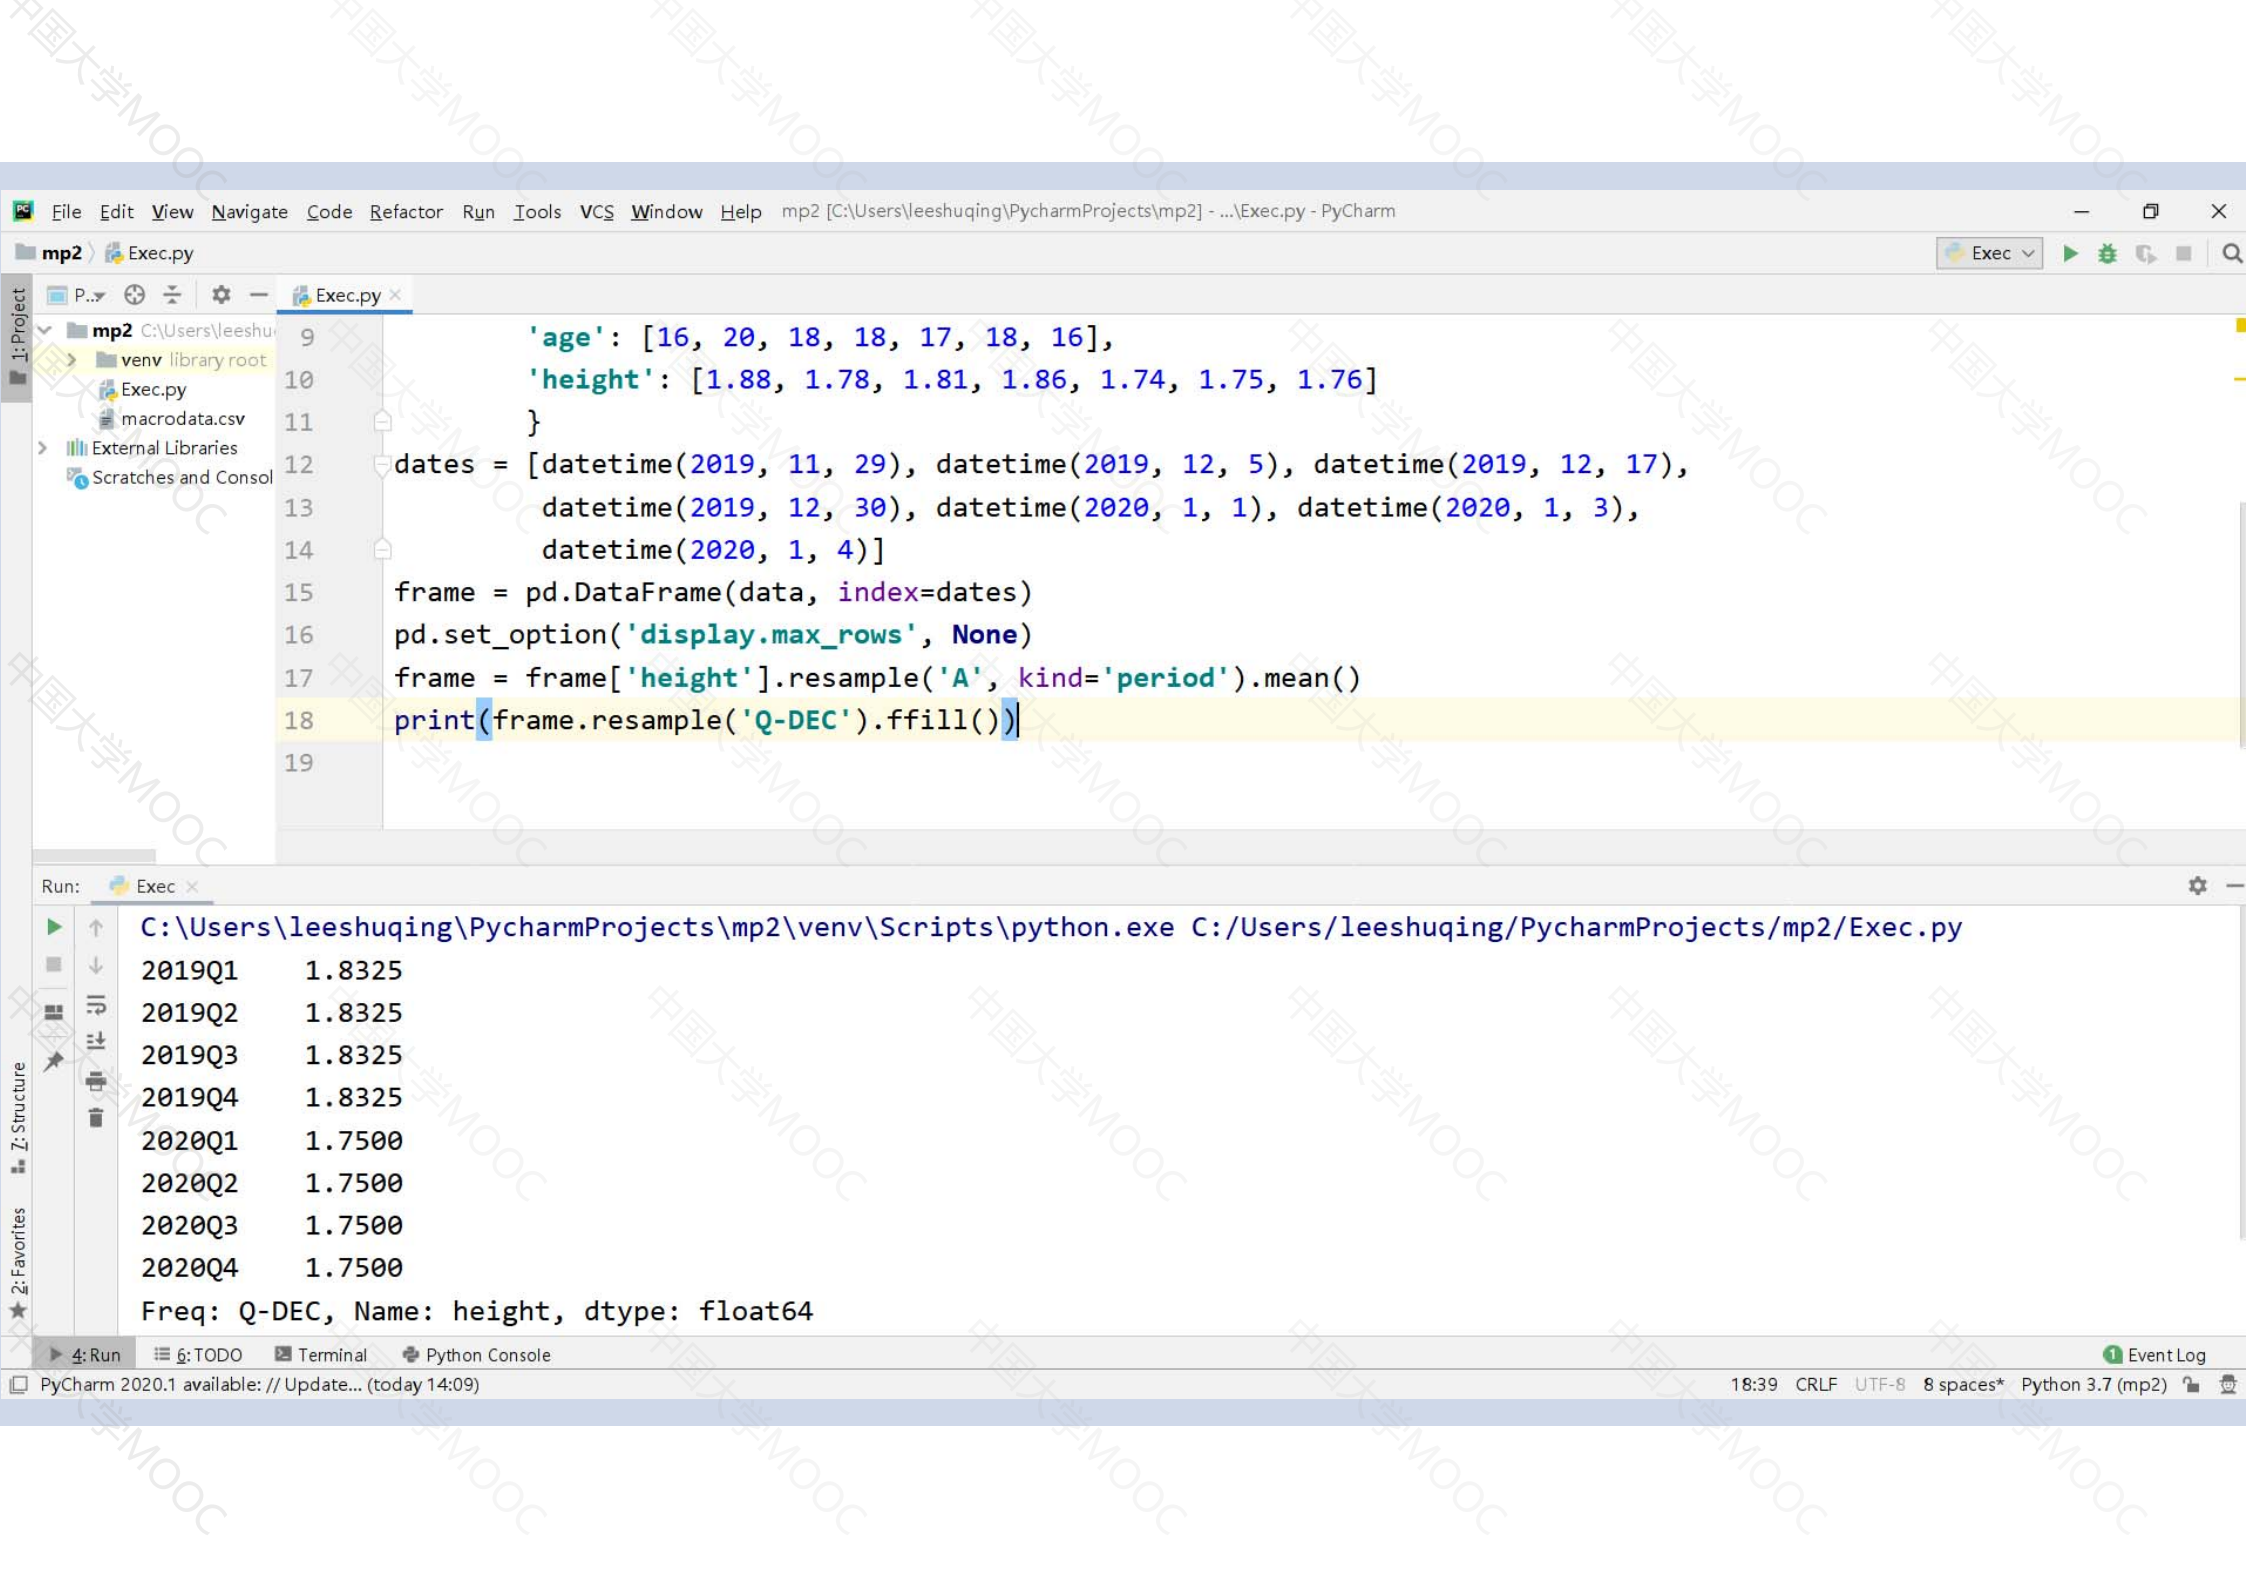 File Edit View Navigate Code Refactor Run Tools VCS Window Help mp2 [C:\Users\leeshuqing\PycharmProjects\mp2] - ...\Exec.py - PyCharm
mp2 Exec.py
Exec
P.. Exec.py
1: Project
mp2 C:\Users\leeshu
venv library root
Exec.py
macrodata.csv
External Libraries
Scratches and Consol
9 'age': [16, 20, 18, 18, 17, 18, 16],
10 'height': [1.88, 1.78, 1.81, 1.86, 1.74, 1.75, 1.76]
11 }
12 dates = [datetime(2019, 11, 29), datetime(2019, 12, 5), datetime(2019, 12, 17),
13 datetime(2019, 12, 30), datetime(2020, 1, 1), datetime(2020, 1, 3),
14 datetime(2020, 1, 4)]
15 frame = pd.DataFrame(data, index=dates)
16 pd.set_option('display.max_rows', None)
17 frame = frame['height'].resample('A', kind='period').mean()
18 print(frame.resample('Q-DEC').ffill())
19
Run: Exec
C:\Users\leeshuqing\PycharmProjects\mp2\venv\Scripts\python.exe C:/Users/leeshuqing/PycharmProjects/mp2/Exec.py
2019Q1 1.8325
2019Q2 1.8325
2019Q3 1.8325
2019Q4 1.8325
2020Q1 1.7500
2020Q2 1.7500
2020Q3 1.7500
2020Q4 1.7500
Freq: Q-DEC, Name: height, dtype: float64
Z: Structure
2: Favorites
4: Run 6: TODO Terminal Python Console
1 Event Log
PyCharm 2020.1 available: // Update... (today 14:09)
18:39 CRLF UTF-8 8 spaces* Python 3.7 (mp2)
中国大学MOOC